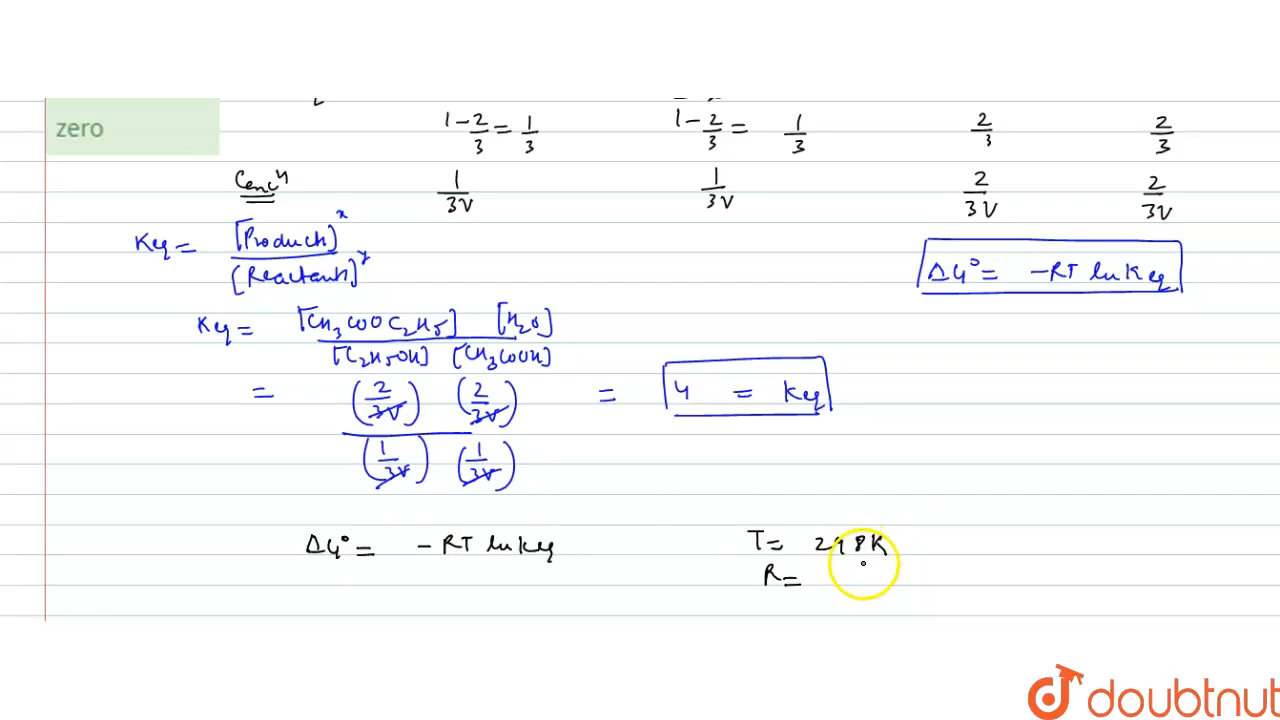 1 - 2/3 = 1/3 1 - 2/3 = 1/3 2/3 2/3
zero
Concⁿ 1/3V 1/3V 2/3V 2/3V
Keq = [Product]ˣ / [Reactant]ʸ
ΔG° = -RT ln Keq
Keq = [CH₃COOC₂H₅] [H₂O] / [C₂H₅OH] [CH₃COOH]
= (2/3V) (2/3V) / (1/3V) (1/3V) = 4 = Keq
ΔG° = - RT ln Keq T = 298K
R =
doubtnut